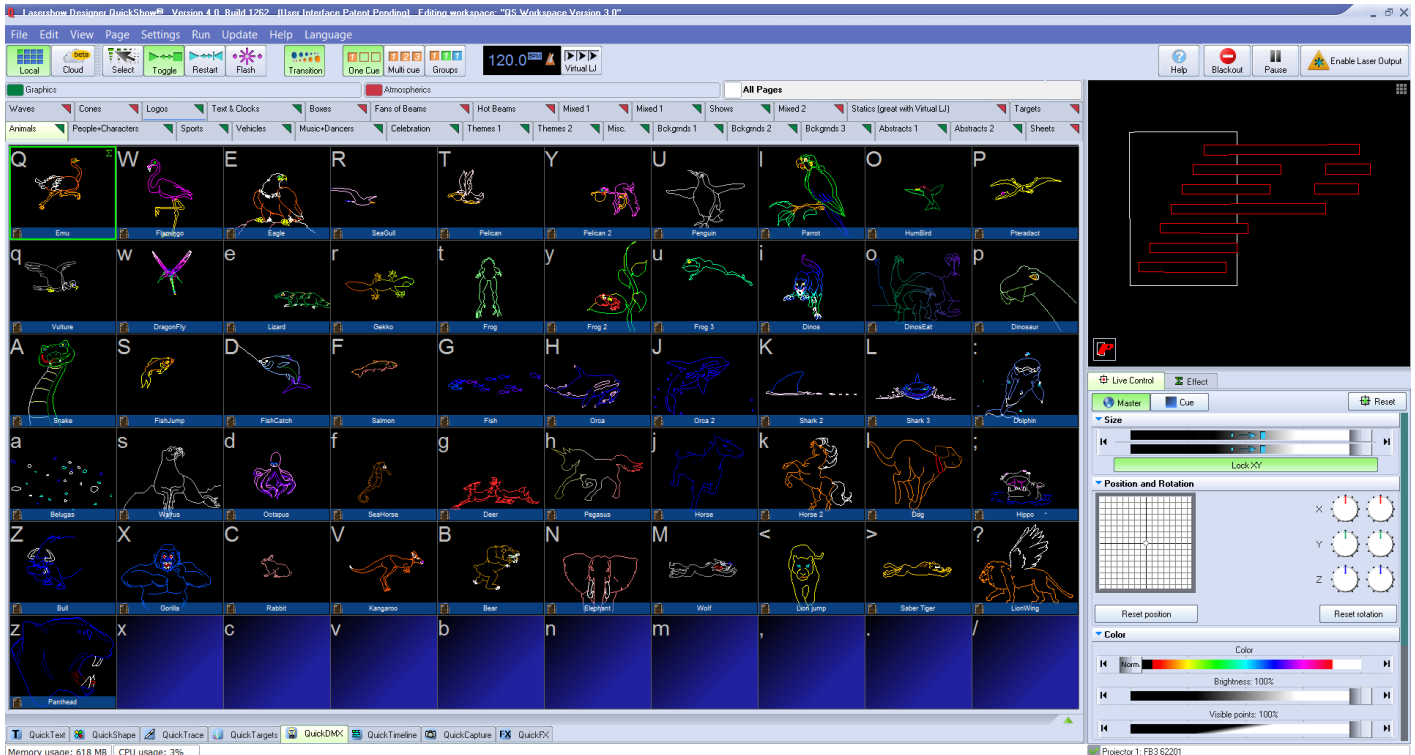 Lasershow Designer QuickShow® Version 4.0, Build 1262 (User Interface Patent Pending) Editing workspace: "QS Workspace Version 3.0"
File Edit View Page Settings Run Update Help Language
Local Cloud beta Select Toggle Restart Flash Transition One Cue Multi cue Groups 120.0 BPM Virtual LJ Help Blackout Pause Enable Laser Output
Graphics Atmospherics All Pages
Waves Cones Logos Text & Clocks Boxes Fans of Beams Hot Beams Mixed 1 Mixed 1 Shows Mixed 2 Statics (great with Virtual LJ) Targets
Animals People+Characters Sports Vehicles Music+Dancers Celebration Themes 1 Themes 2 Misc. Bckgrnds 1 Bckgrnds 2 Bckgrnds 3 Abstracts 1 Abstracts 2 Sheets
Q W E R T Y U I O P
Emu Flamingo Eagle SeaGull Pelican Pelican 2 Penguin Parrot HumBird Pteradact
q w e r t y u i o p
Vulture DragonFly Lizard Gekko Frog Frog 2 Frog 3 Dinos DinosEat Dinosaur
A S D F G H J K L :
Snake FishJump FishCatch Salmon Fish Orca Orca 2 Shark 2 Shark 3 Dolphin
a s d f g h j k l ;
Belugas Walrus Octapus SeaHorse Deer Pegasus Horse Horse 2 Dog Hippo
Z X C V B N M < > ?
Bull Gorilla Rabbit Kangaroo Bear Elephant Wolf Lion jump Saber Tiger LionWing
z x c v b n m , . /
Panthead
QuickText QuickShape QuickTrace QuickTargets QuickDMX QuickTimeline QuickCapture QuickFX
Memory usage: 618 MB CPU usage: 3%
Live Control Effect
Master Cue Reset
Size
Lock XY
Position and Rotation
X
Y
Z
Reset position Reset rotation
Color
Color
Norm.
Brightness: 100%
Visible points: 100%
Projector 1: FB3 62201